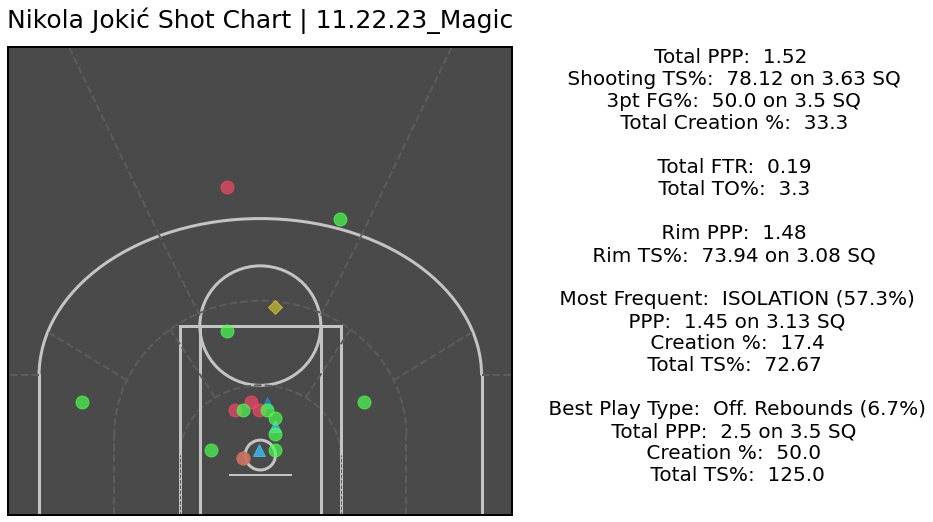 Nikola Jokić Shot Chart | 11.22.23_Magic
Total PPP: 1.52
Shooting TS%: 78.12 on 3.63 SQ
3pt FG%: 50.0 on 3.5 SQ
Total Creation %: 33.3
Total FTR: 0.19
Total TO%: 3.3
Rim PPP: 1.48
Rim TS%: 73.94 on 3.08 SQ
Most Frequent: ISOLATION (57.3%)
PPP: 1.45 on 3.13 SQ
Creation %: 17.4
Total TS%: 72.67
Best Play Type: Off. Rebounds (6.7%)
Total PPP: 2.5 on 3.5 SQ
Creation %: 50.0
Total TS%: 125.0